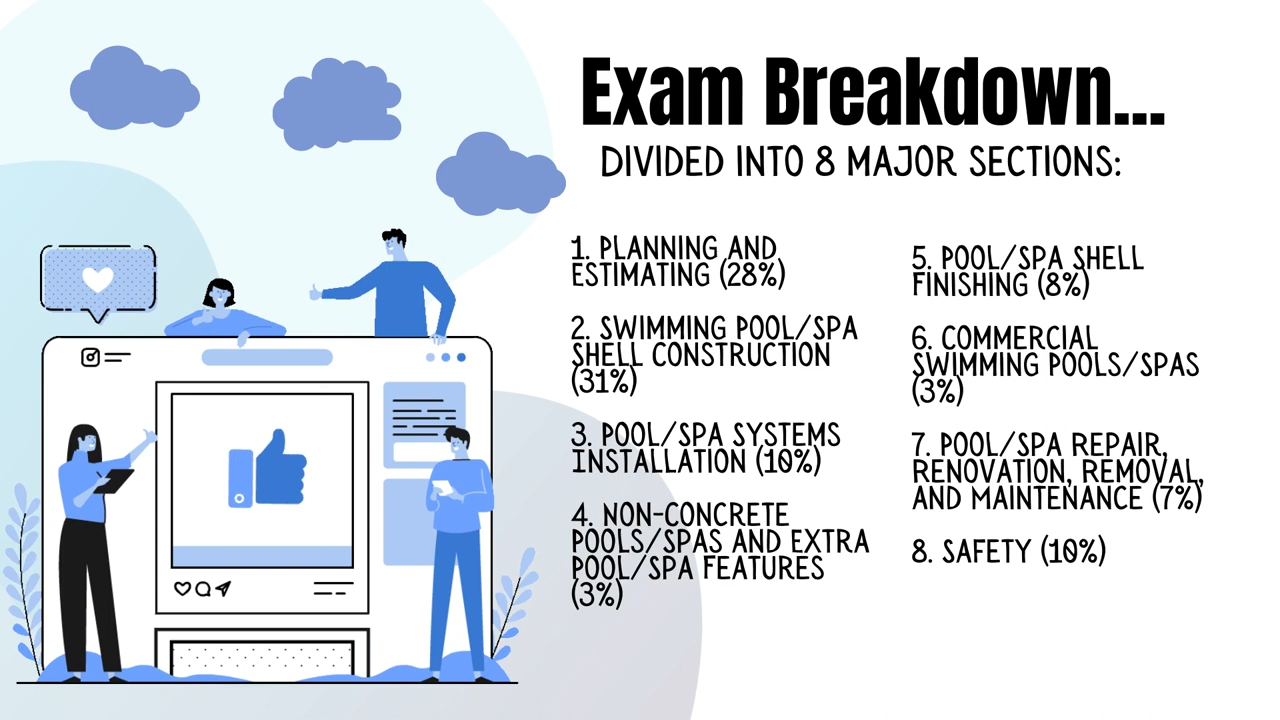 Exam Breakdown...
DIVIDED INTO 8 MAJOR SECTIONS:
1. PLANNING AND
ESTIMATING (28%)
2. SWIMMING POOL/SPA
SHELL CONSTRUCTION
(31%)
3. POOL/SPA SYSTEMS
INSTALLATION (10%)
4. NON-CONCRETE
POOLS/SPAS AND EXTRA
POOL/SPA FEATURES
(3%)
5. POOL/SPA SHELL
FINISHING (8%)
6. COMMERCIAL
SWIMMING POOLS/SPAS
(3%)
7. POOL/SPA REPAIR,
RENOVATION, REMOVAL,
AND MAINTENANCE (7%)
8. SAFETY (10%)